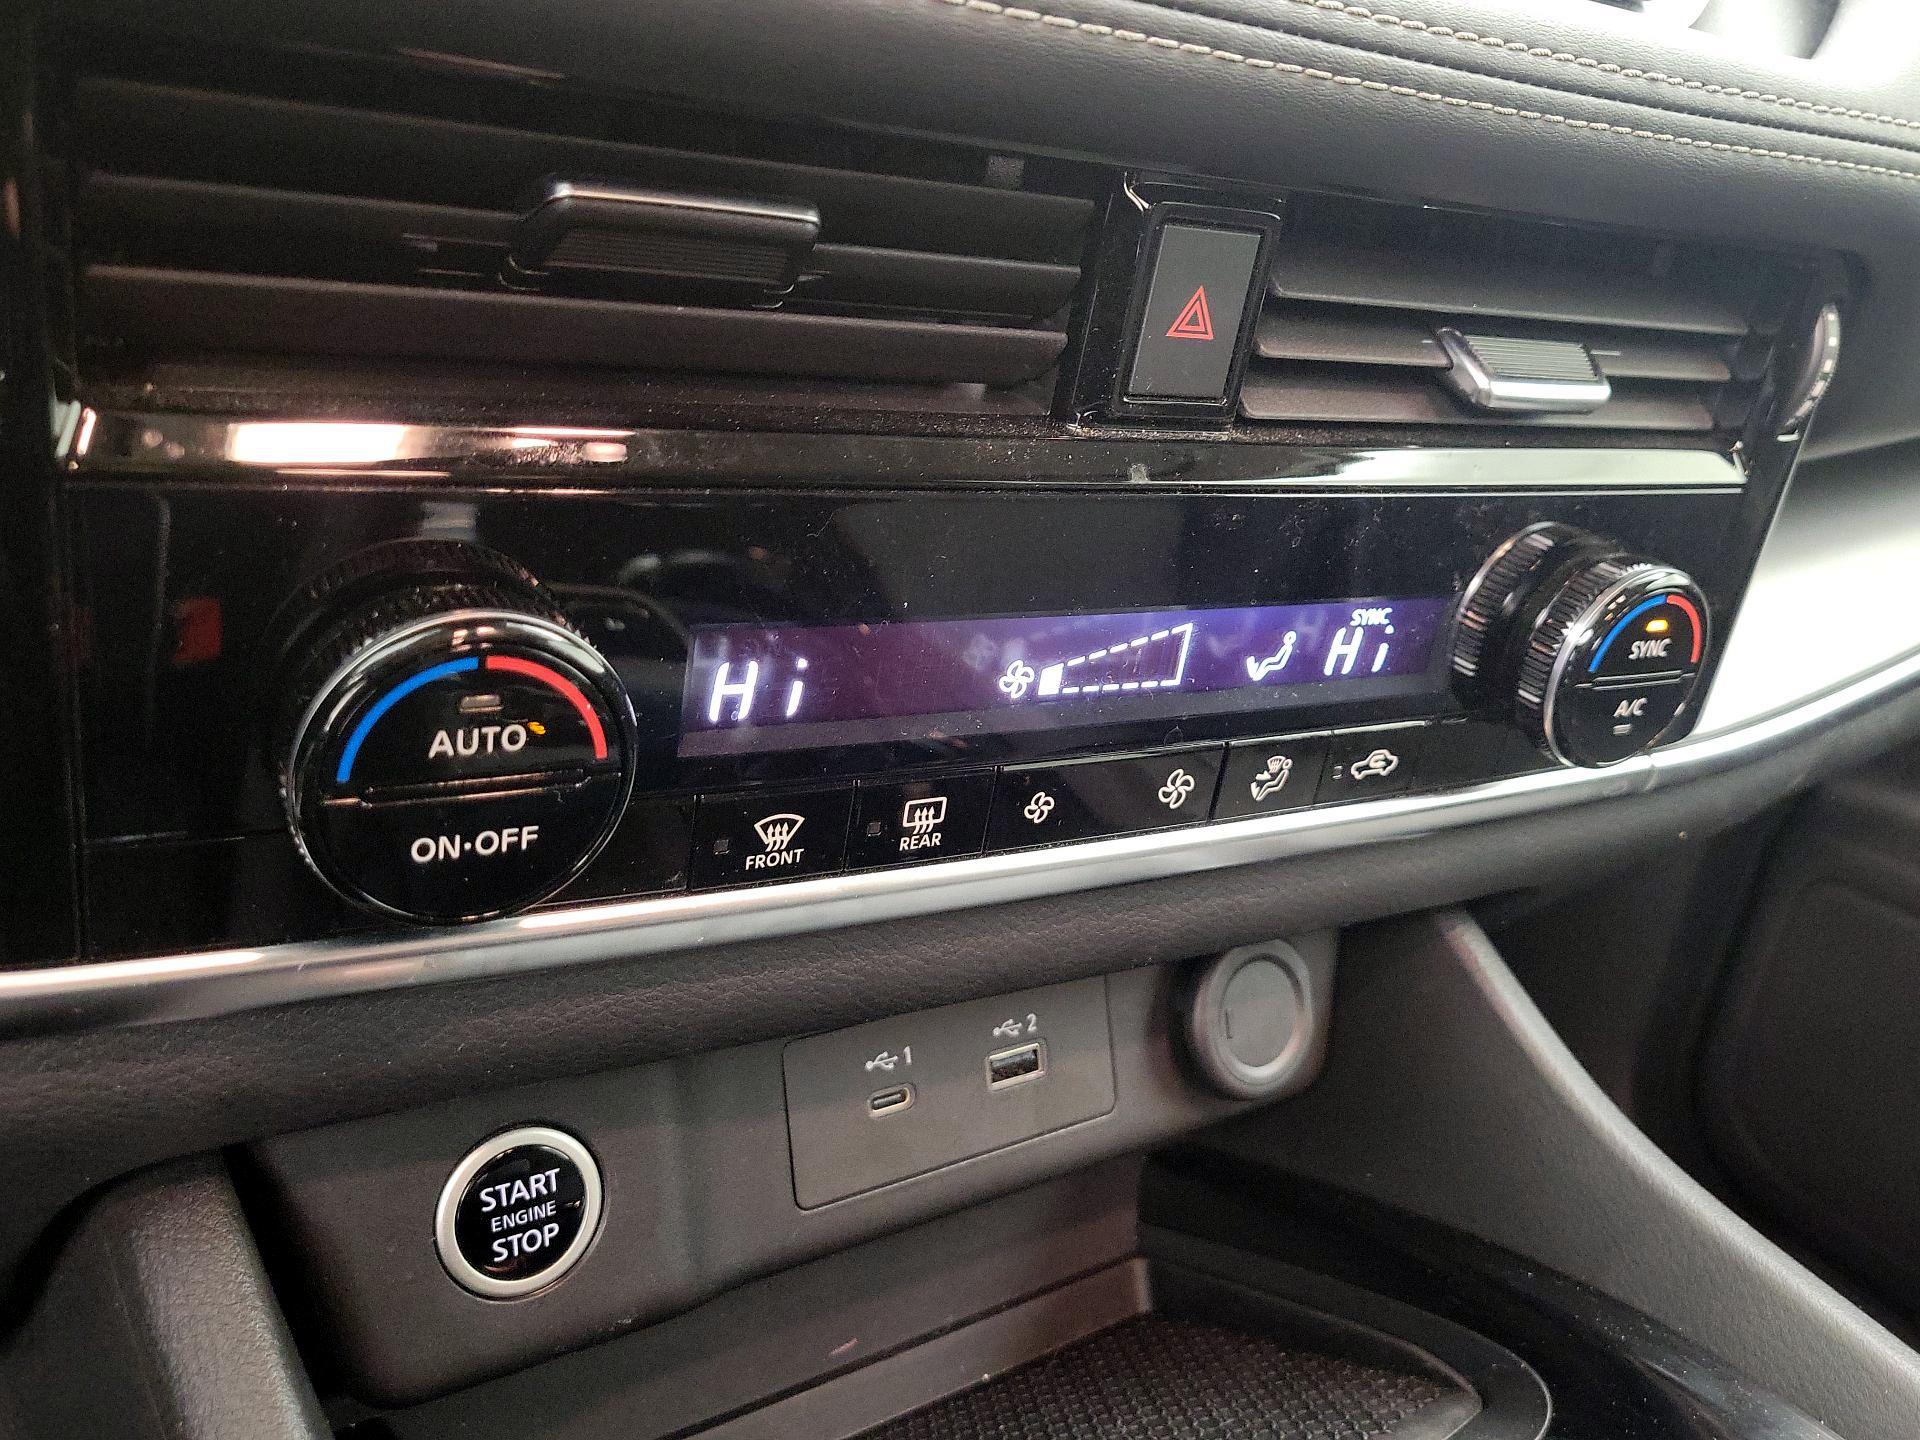 SYNC
Hi
Hi
SYNC
A/C
AUTO
ON·OFF
FRONT
REAR
1
2
START
ENGINE
STOP